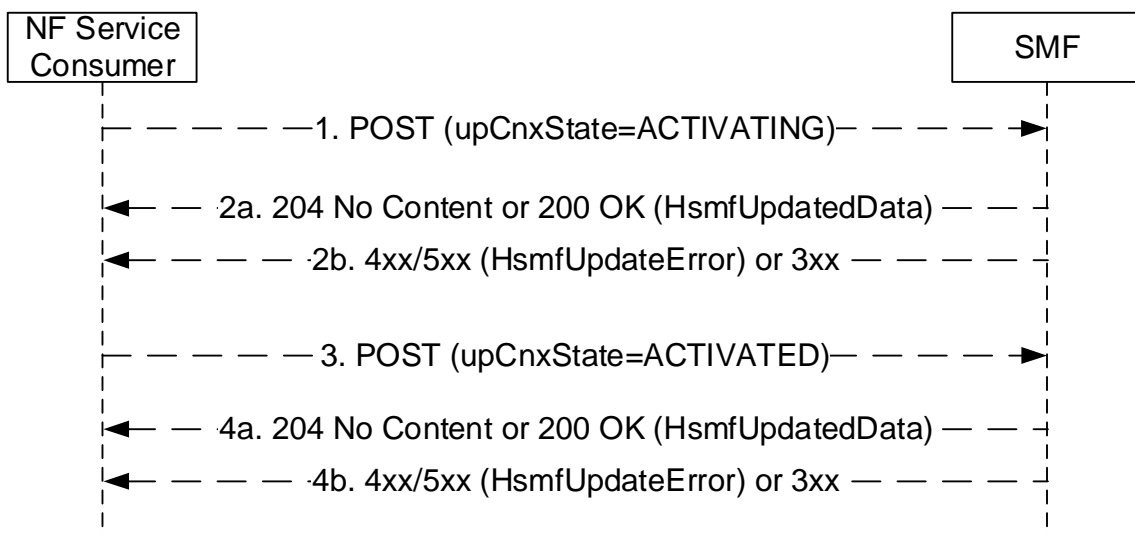 NF Service
Consumer
SMF
1. POST (upCnxState=ACTIVATING)
2a. 204 No Content or 200 OK (HsmfUpdatedData)
2b. 4xx/5xx (HsmfUpdateError) or 3xx
3. POST (upCnxState=ACTIVATED)
4a. 204 No Content or 200 OK (HsmfUpdatedData)
4b. 4xx/5xx (HsmfUpdateError) or 3xx